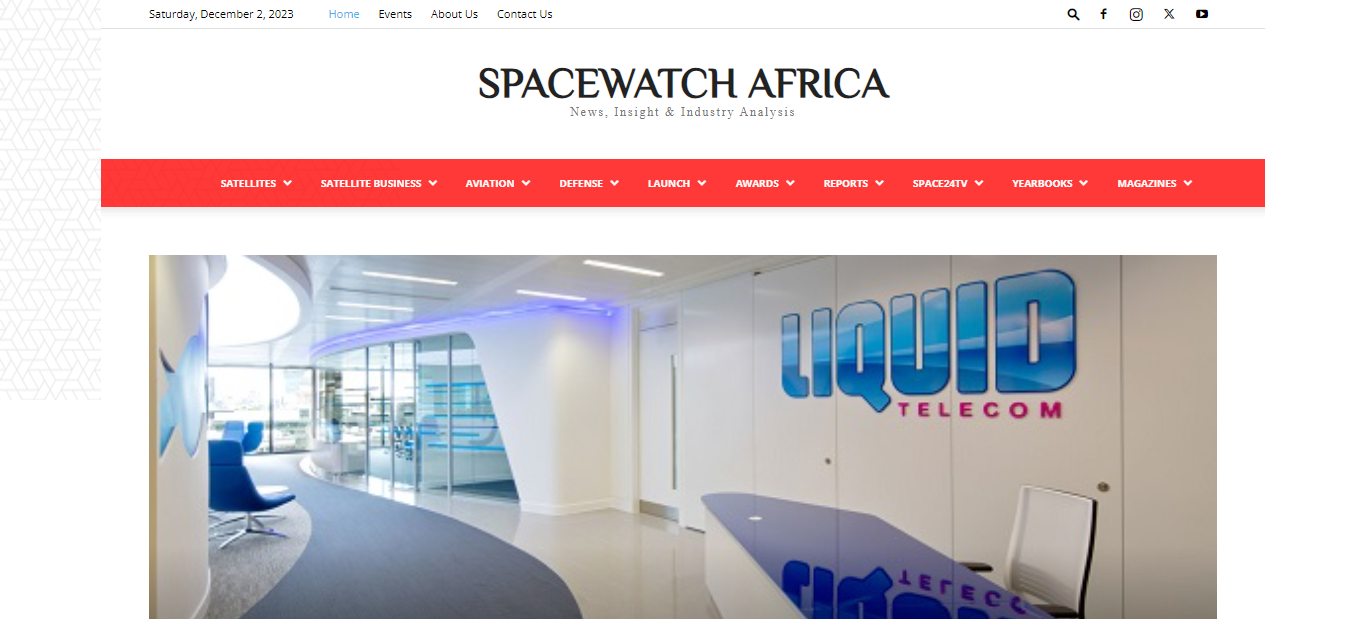 Saturday, December 2, 2023 Home Events About Us Contact Us
SPACEWATCH AFRICA
News, Insight & Industry Analysis
SATELLITES SATELLITE BUSINESS AVIATION DEFENSE LAUNCH AWARDS REPORTS SPACE24TV YEARBOOKS MAGAZINES
LIQUID
TELECOM